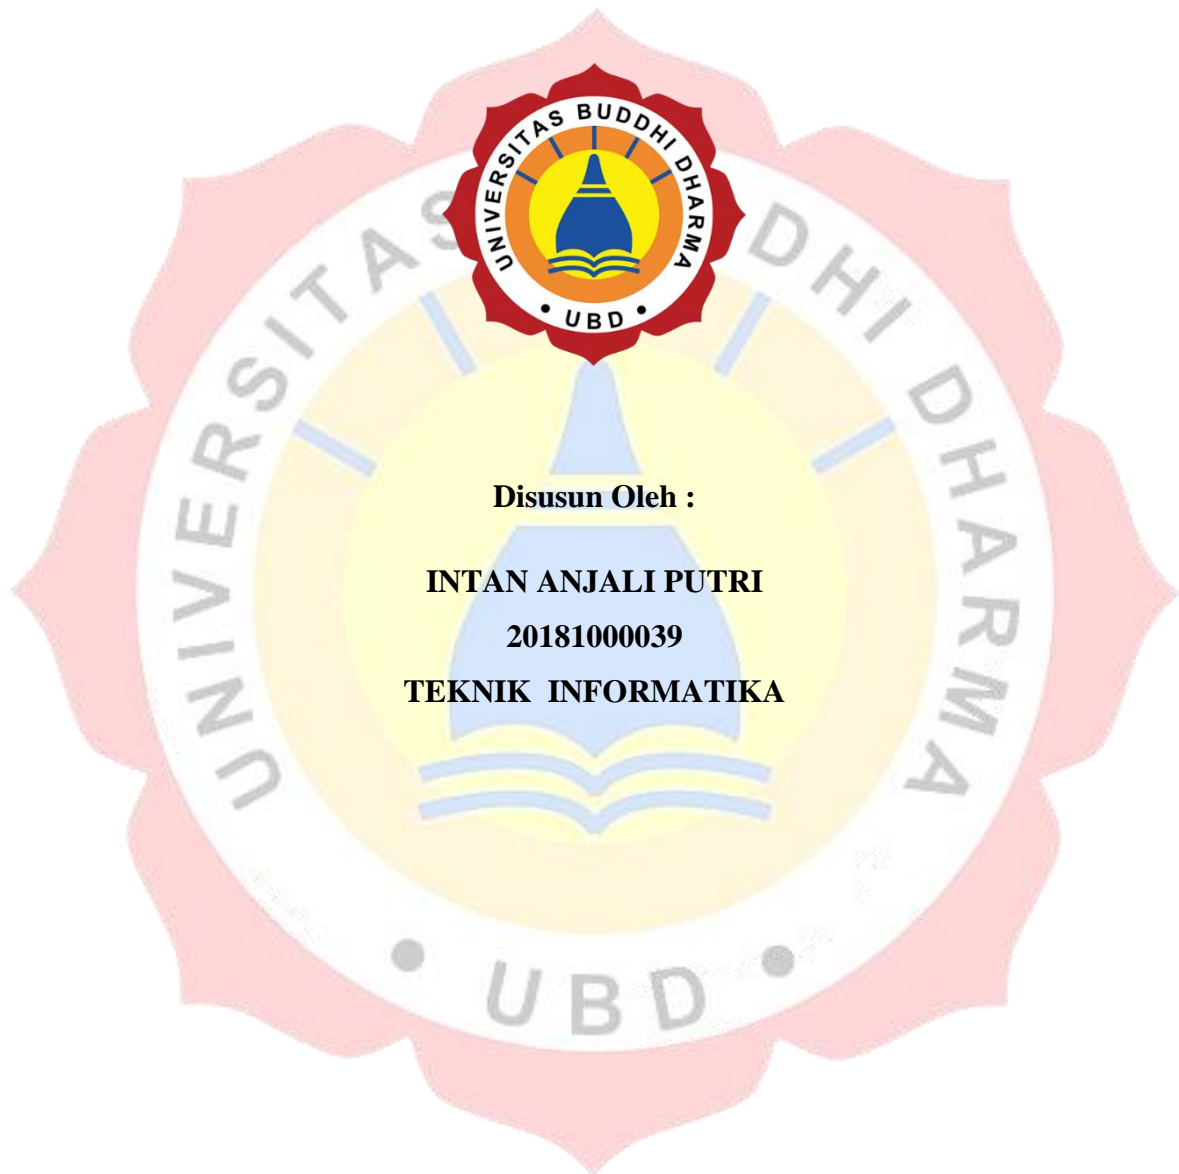 UNIVERSITAS BUDDHI DHARMA
• UBD •
Disusun Oleh :
INTAN ANJALI PUTRI
20181000039
TEKNIK INFORMATIKA
UNIVERSITAS BUDDHI DHARMA
• UBD •